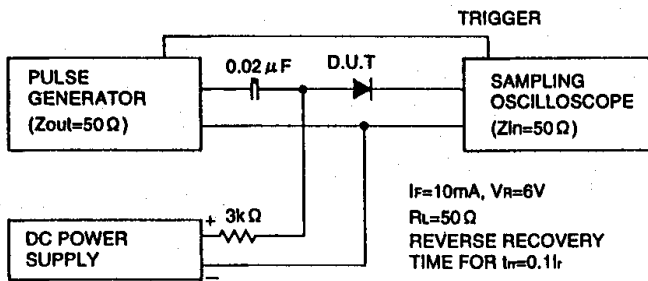 TRIGGER
PULSE
GENERATOR
(Zout=50Ω)
0.02μF
D.U.T
SAMPLING
OSCILLOSCOPE
(Zin=50Ω)
DC POWER
SUPPLY
+
3kΩ
−
IF=10mA, VR=6V
RL=50Ω
REVERSE RECOVERY
TIME FOR trr=0.1Ir